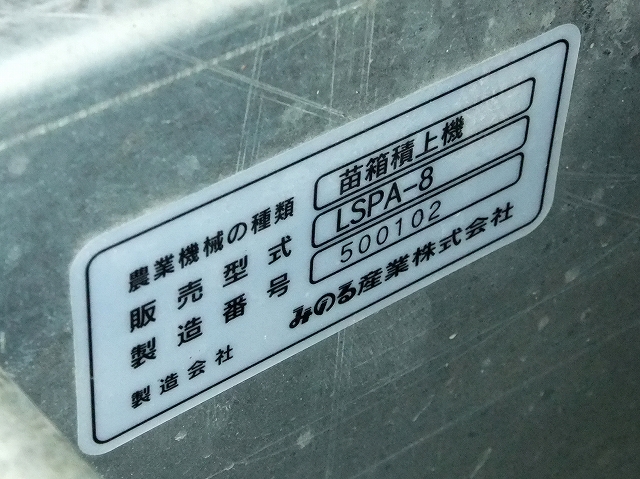 農業機械の種類 苗箱積上機
販売型式 LSPA-8
製造番号 500102
製造会社 みのる産業株式会社